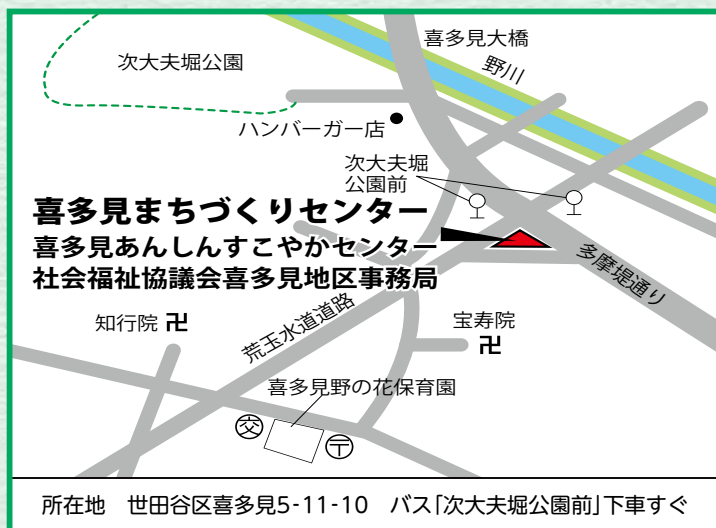 喜多見大橋
次大夫堀公園
野川
ハンバーガー店
次大夫堀
公園前
喜多見まちづくりセンター
喜多見あんしんすこやかセンター
社会福祉協議会喜多見地区事務局
多摩堤通り
荒玉水道道路
知行院 卍
宝寿院
卍
喜多見野の花保育園
交
〒
所在地 世田谷区喜多見5-11-10 バス「次大夫堀公園前」下車すぐ